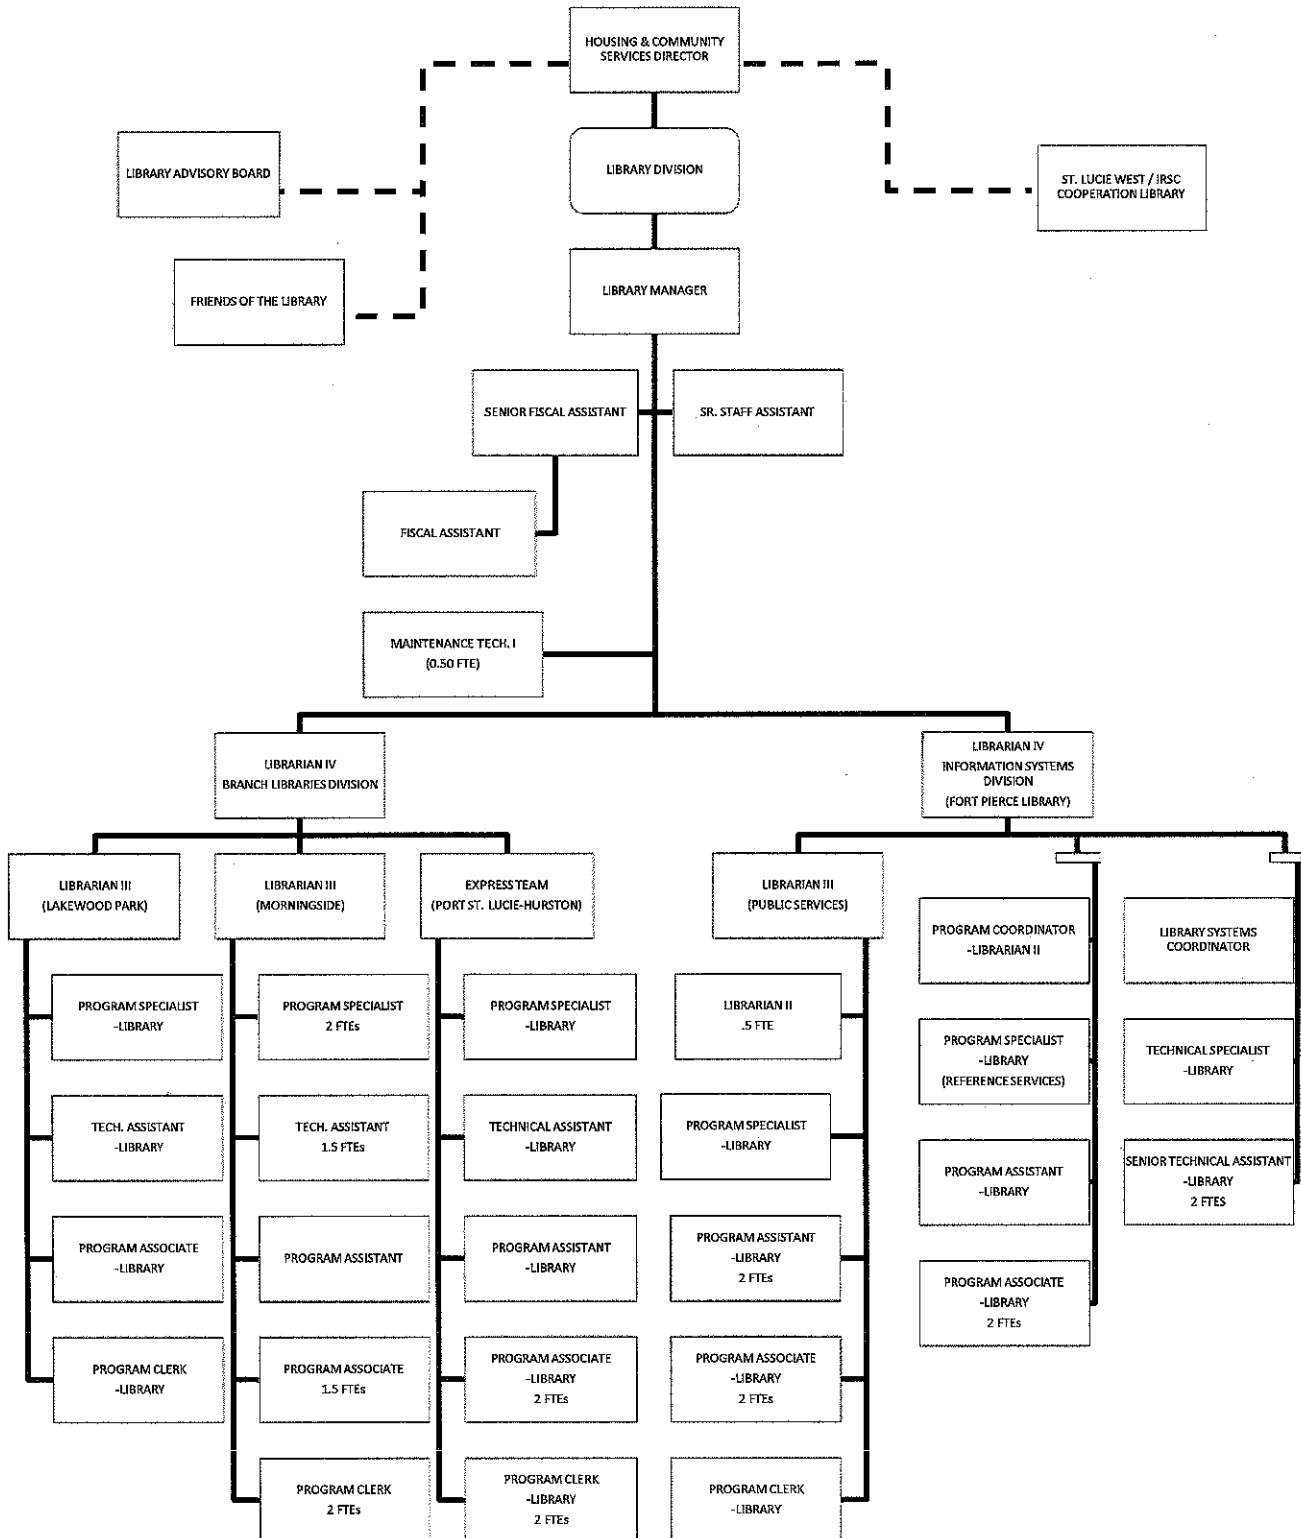 HOUSING & COMMUNITY
SERVICES DIRECTOR
LIBRARY DIVISION
LIBRARY ADVISORY BOARD
ST. LUCIE WEST / IRSC
COOPERATION LIBRARY
FRIENDS OF THE LIBRARY
LIBRARY MANAGER
SENIOR FISCAL ASSISTANT
SR. STAFF ASSISTANT
FISCAL ASSISTANT
MAINTENANCE TECH. I
(0.50 FTE)
LIBRARIAN IV
BRANCH LIBRARIES DIVISION
LIBRARIAN IV
INFORMATION SYSTEMS
DIVISION
(FORT PIERCE LIBRARY)
LIBRARIAN III
(LAKEWOOD PARK)
PROGRAM SPECIALIST
-LIBRARY
TECH. ASSISTANT
-LIBRARY
PROGRAM ASSOCIATE
-LIBRARY
PROGRAM CLERK
-LIBRARY
LIBRARIAN III
(MORNINGSIDE)
PROGRAM SPECIALIST
2 FTEs
TECH. ASSISTANT
1.5 FTEs
PROGRAM ASSISTANT
PROGRAM ASSOCIATE
1.5 FTEs
PROGRAM CLERK
2 FTEs
EXPRESS TEAM
(PORT ST. LUCIE-HURSTON)
PROGRAM SPECIALIST
-LIBRARY
TECHNICAL ASSISTANT
-LIBRARY
PROGRAM ASSISTANT
-LIBRARY
PROGRAM ASSOCIATE
-LIBRARY
2 FTEs
PROGRAM CLERK
-LIBRARY
2 FTEs
LIBRARIAN III
(PUBLIC SERVICES)
LIBRARIAN II
.5 FTE
PROGRAM SPECIALIST
-LIBRARY
PROGRAM ASSISTANT
-LIBRARY
2 FTEs
PROGRAM ASSOCIATE
-LIBRARY
2 FTEs
PROGRAM CLERK
-LIBRARY
PROGRAM COORDINATOR
-LIBRARIAN II
PROGRAM SPECIALIST
-LIBRARY
(REFERENCE SERVICES)
PROGRAM ASSISTANT
-LIBRARY
PROGRAM ASSOCIATE
-LIBRARY
2 FTEs
LIBRARY SYSTEMS
COORDINATOR
TECHNICAL SPECIALIST
-LIBRARY
SENIOR TECHNICAL ASSISTANT
-LIBRARY
2 FTEs